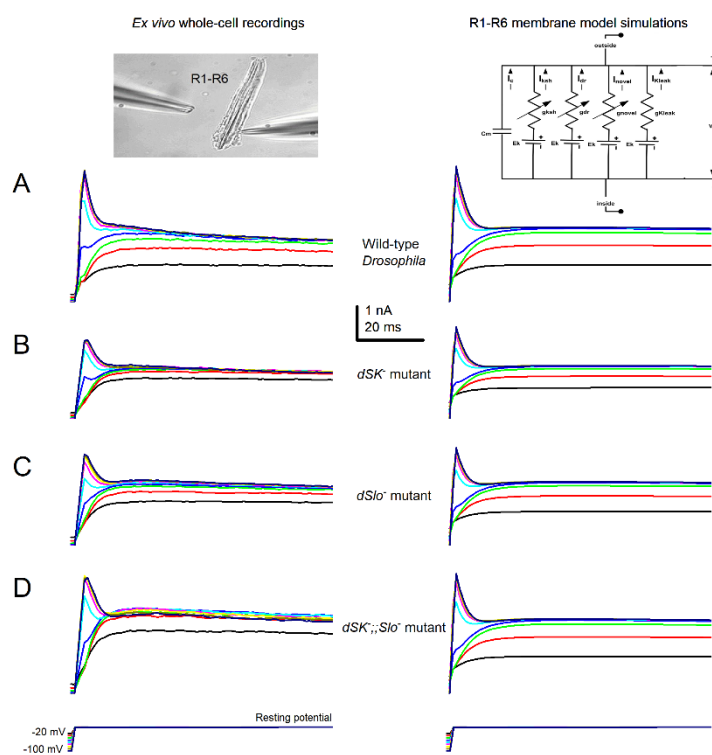 Ex vivo whole-cell recordings
R1-R6 membrane model simulations
R1-R6
outside
Iksh
Idr
Inovel
IKleak
gksh
gdr
gnovel
gKleak
Cm
Ek
Ek
Ek
Ek
inside
A
Wild-type
Drosophila
1 nA
20 ms
B
dSK- mutant
C
dSlo- mutant
D
dSK-;;Slo- mutant
Resting potential
-20 mV
-100 mV